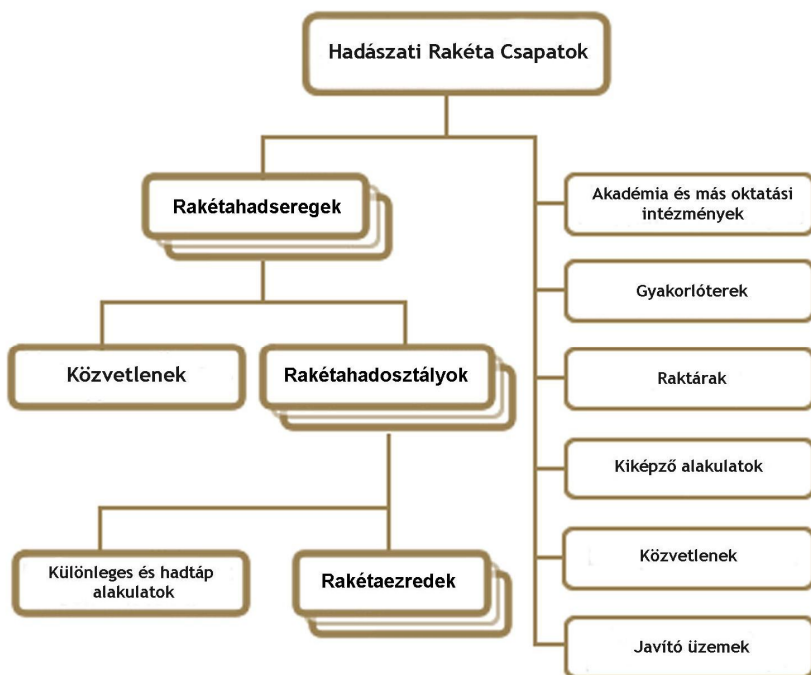 Hadászati Rakéta Csapatok
Rakétahadseregek
Akadémia és más oktatási
intézmények
Gyakorlóterek
Közvetlenek
Rakétahadosztályok
Raktárak
Kiképző alakulatok
Különleges és hadtáp
alakulatok
Rakétaezredek
Közvetlenek
Javító üzemek